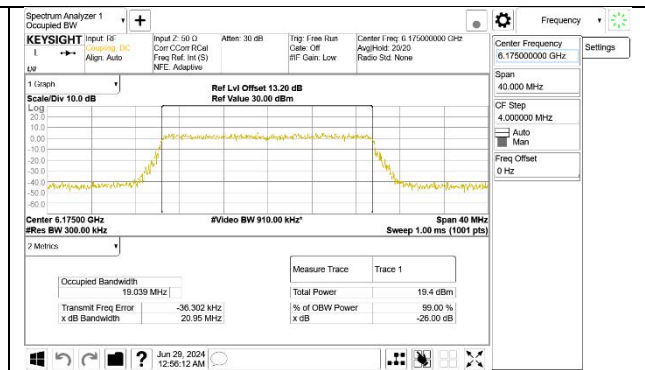 Spectrum Analyzer 1
Occupied BW
Frequency
KEYSIGHT Input: RF
Coupling: DC
Align: Auto
Input Z: 50 Ω
Corr CCorr RCal
Freq Ref: Int (S)
NFE: Adaptive
Atten: 30 dB
Trig: Free Run
Gate: Off
#IF Gain: Low
Center Freq: 6.175000000 GHz
Avg|Hold: 20/20
Radio Std: None
Center Frequency
6.175000000 GHz
Settings
Span
40.000 MHz
CF Step
4.000000 MHz
Auto
Man
Freq Offset
0 Hz
1 Graph
Scale/Div 10.0 dB
Ref Lvl Offset 13.20 dB
Ref Value 30.00 dBm
Log
20.0
10.0
0.00
-10.0
-20.0
-30.0
-40.0
-50.0
-60.0
Center 6.17500 GHz
#Video BW 910.00 kHz*
Span 40 MHz
#Res BW 300.00 kHz
Sweep 1.00 ms (1001 pts)
2 Metrics
Measure Trace Trace 1
Occupied Bandwidth
19.039 MHz
Total Power 19.4 dBm
Transmit Freq Error -36.302 kHz
% of OBW Power 99.00 %
x dB Bandwidth 20.95 MHz
x dB -26.00 dB
Jun 29, 2024
12:56:12 AM